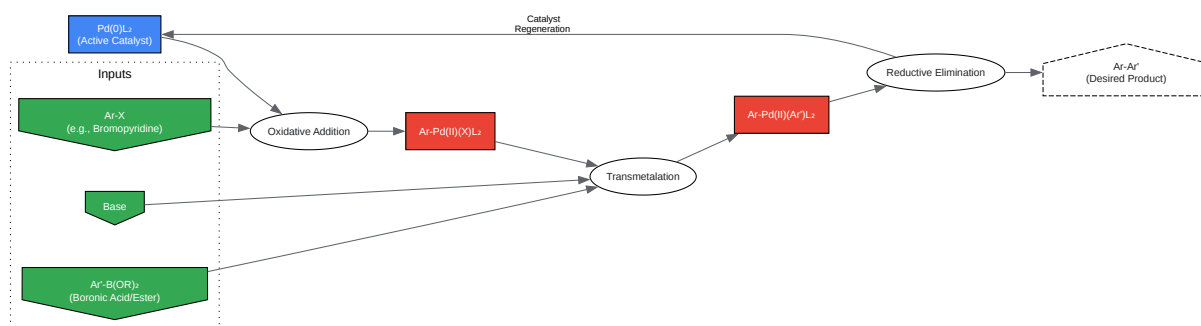 Pd(0)L₂
(Active Catalyst)
Catalyst
Regeneration
Inputs
Ar-X
(e.g., Bromopyridine)
Oxidative Addition
Ar-Pd(II)(X)L₂
Base
Ar'-B(OR)₂
(Boronic Acid/Ester)
Transmetalation
Ar-Pd(II)(Ar')L₂
Reductive Elimination
Ar-Ar'
(Desired Product)